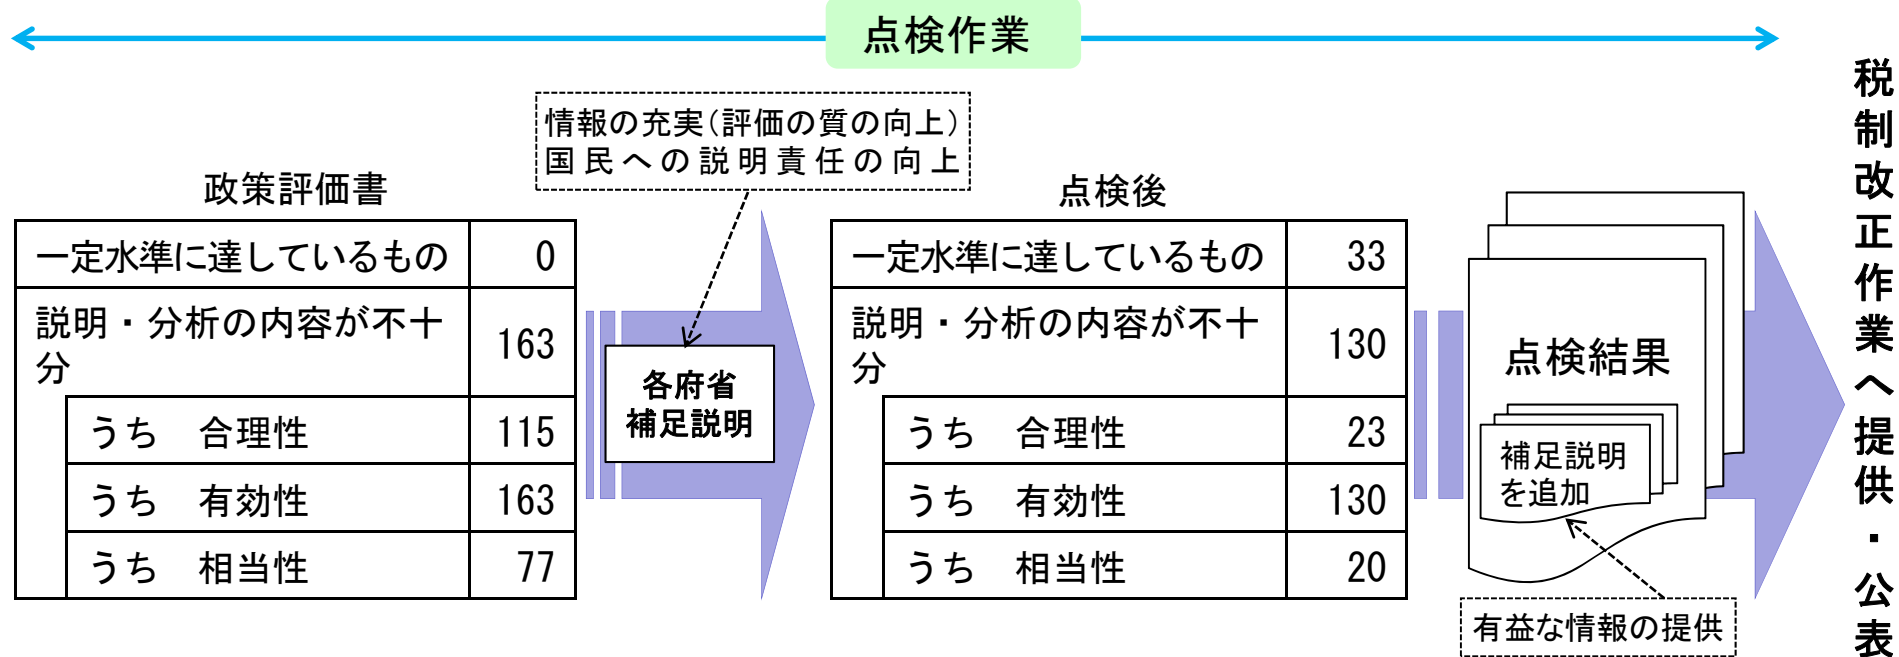 点検作業
情報の充実（評価の質の向上）
国民への説明責任の向上
政策評価書
一定水準に達しているもの 0
説明・分析の内容が不十
分 163
うち　合理性 115
うち　有効性 163
うち　相当性 77
各府省
補足説明
点検後
一定水準に達しているもの 33
説明・分析の内容が不十
分 130
うち　合理性 23
うち　有効性 130
うち　相当性 20
点検結果
補足説明
を追加
有益な情報の提供
税制改正作業へ提供・公表